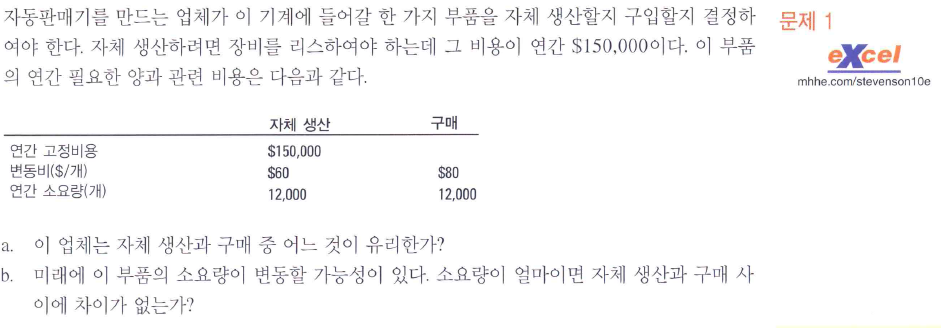 자동판매기를 만드는 업체가 이 기계에 들어갈 한 가지 부품을 자체 생산할지 구입할지 결정하
여야 한다. 자체 생산하려면 장비를 리스하여야 하는데 그 비용이 연간 $150,000이다. 이 부품
의 연간 필요한 양과 관련 비용은 다음과 같다.
문제 1
excel
mhhe.com/stevenson10e
자체 생산 구매
연간 고정비용 $150,000
변동비($/개) $60 $80
연간 소요량(개) 12,000 12,000
a. 이 업체는 자체 생산과 구매 중 어느 것이 유리한가?
b. 미래에 이 부품의 소요량이 변동할 가능성이 있다. 소요량이 얼마이면 자체 생산과 구매 사
이에 차이가 없는가?